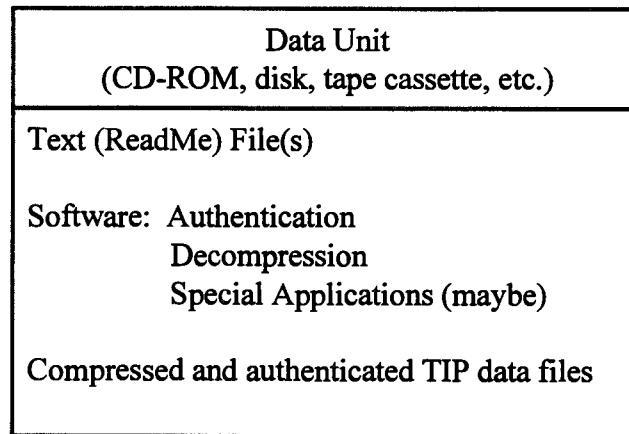 Data Unit
(CD-ROM, disk, tape cassette, etc.)
Text (ReadMe) File(s)
Software: Authentication
Decompression
Special Applications (maybe)
Compressed and authenticated TIP data files